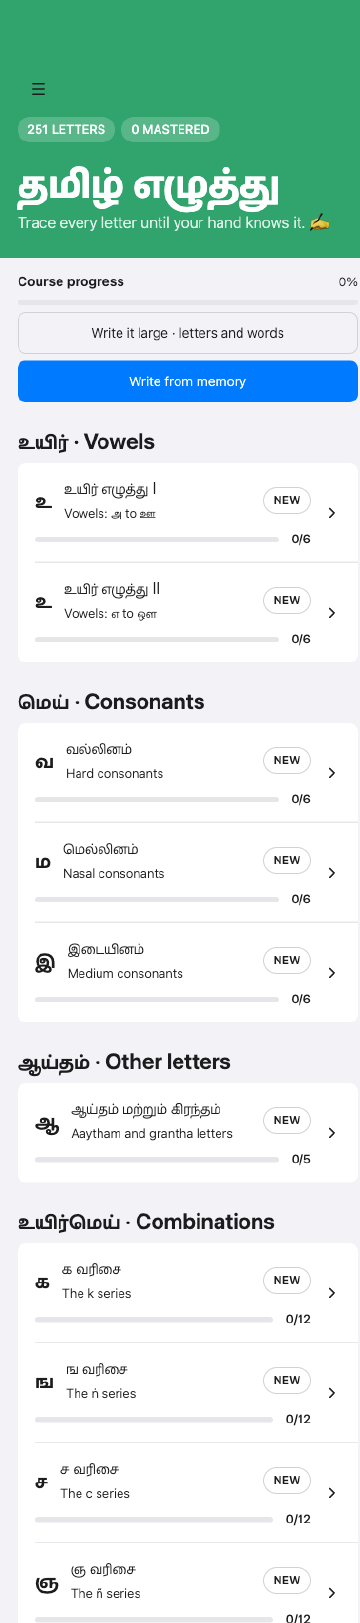 251 LETTERS
0 MASTERED
தமிழ் எழுத்து
Trace every letter until your hand knows it. ✍️
Course progress
0%
Write it large · letters and words
Write from memory
உயிர் · Vowels
உ
உயிர் எழுத்து I
NEW
Vowels: அ to ஊ
0/6
உ
உயிர் எழுத்து II
NEW
Vowels: எ to ஔ
0/6
மெய் · Consonants
வ
வல்லினம்
NEW
Hard consonants
0/6
ம
மெல்லினம்
NEW
Nasal consonants
0/6
இ
இடையினம்
NEW
Medium consonants
0/6
ஆய்தம் · Other letters
ஆ
ஆய்தம் மற்றும் கிரந்தம்
NEW
Aaytham and grantha letters
0/5
உயிர்மெய் · Combinations
க
க வரிசை
NEW
The k series
0/12
ங
ங வரிசை
NEW
The ṅ series
0/12
ச
ச வரிசை
NEW
The c series
0/12
ஞ
ஞ வரிசை
NEW
The ñ series
0/12